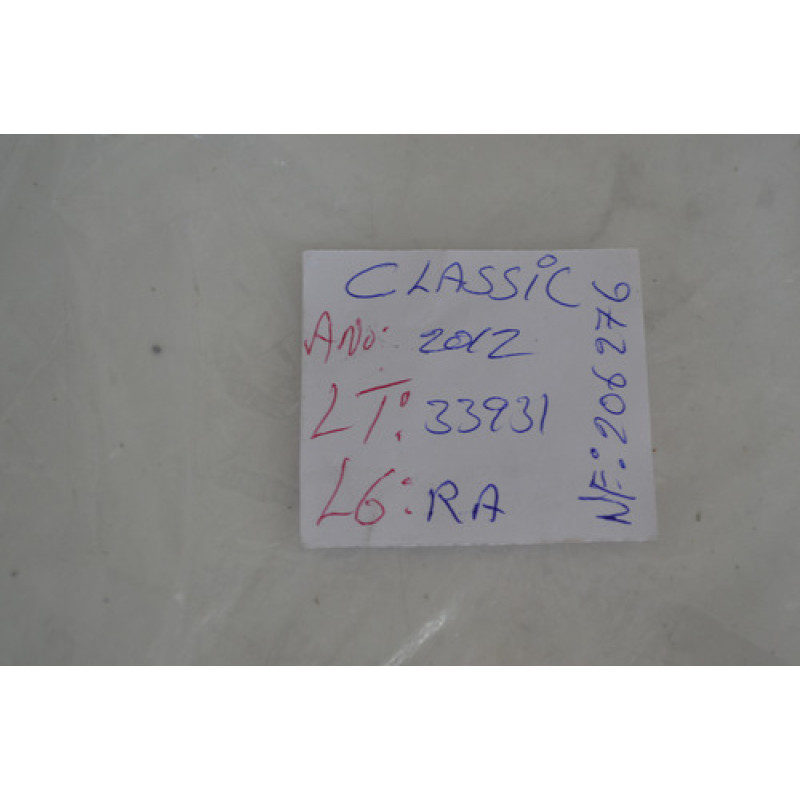 CLASSIC
ANO: 2012
LT: 33931
LG: RA
NF: 206276